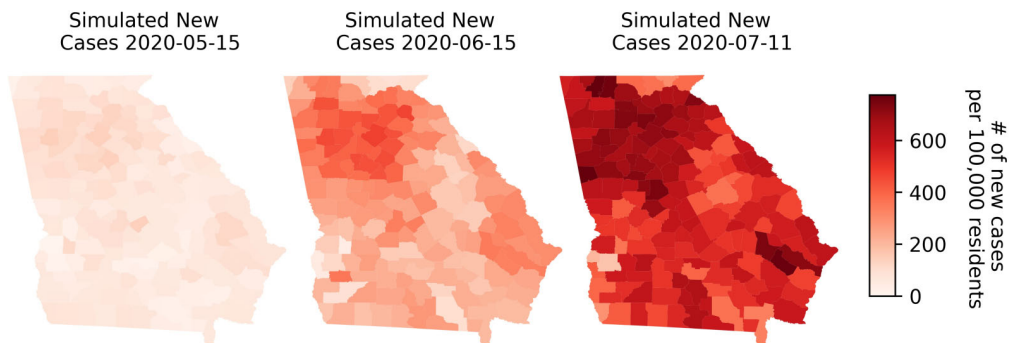 Simulated New
Cases 2020-05-15
Simulated New
Cases 2020-06-15
Simulated New
Cases 2020-07-11
600
400
200
0
# of new cases
per 100,000 residents